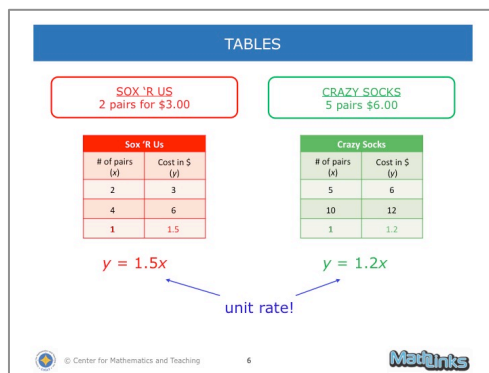 TABLES
SOX ‘R US
2 pairs for $3.00
CRAZY SOCKS
5 pairs $6.00
Sox ‘R Us
# of pairs (x) Cost in $ (y)
2 3
4 6
1 1.5
Crazy Socks
# of pairs (x) Cost in $ (y)
5 6
10 12
1 1.2
y = 1.5x
y = 1.2x
unit rate!
© Center for Mathematics and Teaching 6 MathLinks